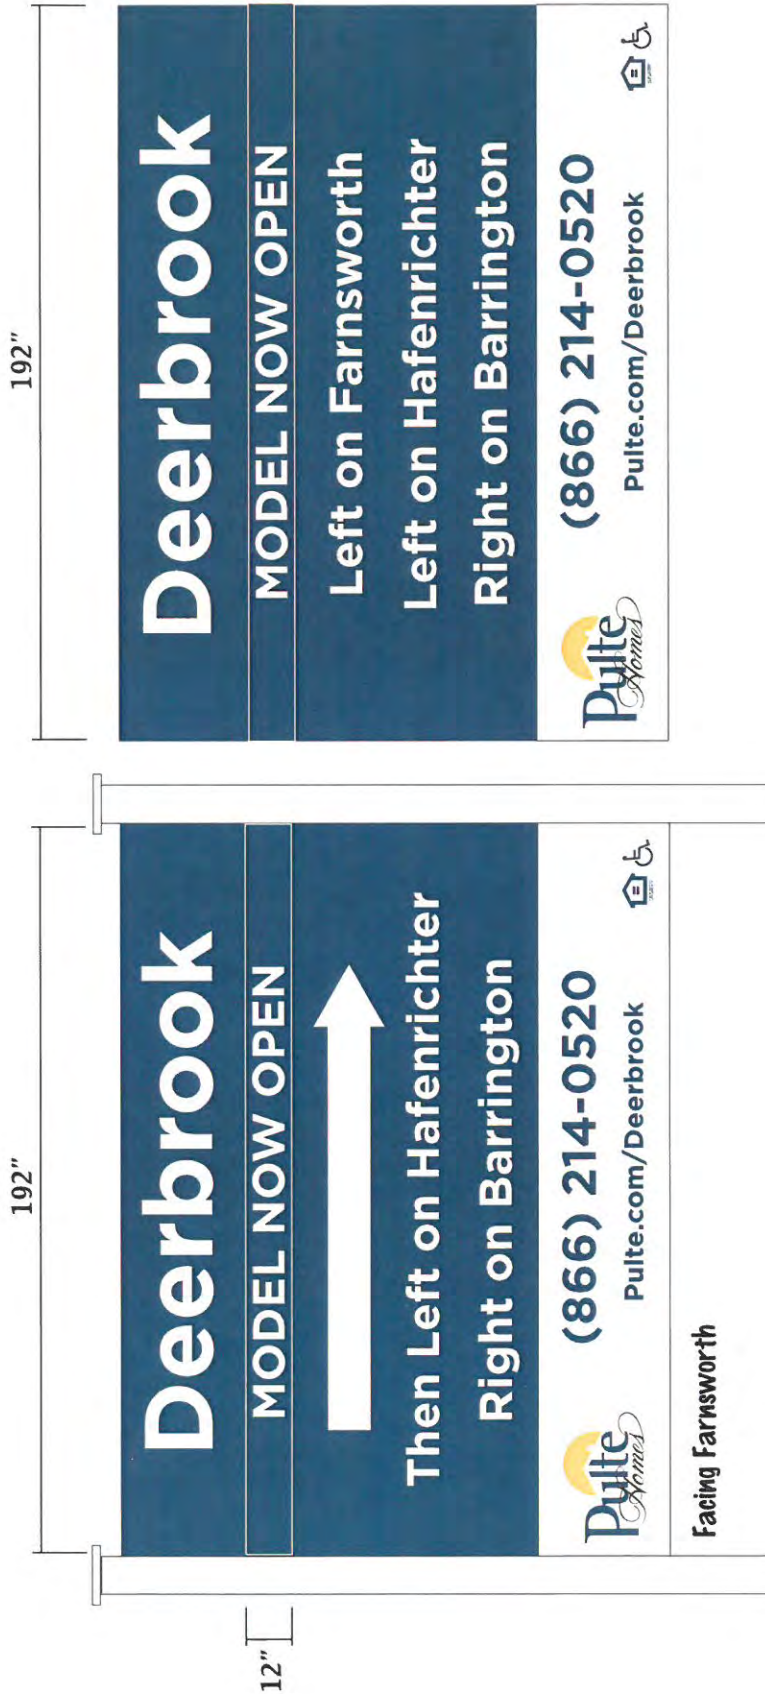 192"
12"
Deerbrook
MODEL NOW OPEN
Then Left on Hafenrichter
Right on Barrington
Pulte
Homes
(866) 214-0520
Pulte.com/Deerbrook
Facing Farnsworth
192"
Deerbrook
MODEL NOW OPEN
Left on Farnsworth
Left on Hafenrichter
Right on Barrington
Pulte
Homes
(866) 214-0520
Pulte.com/Deerbrook